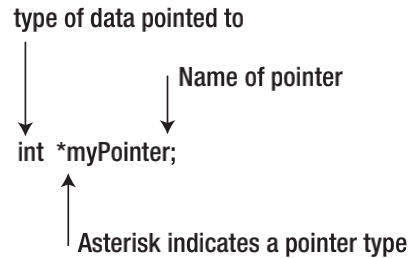 type of data pointed to
Name of pointer
int *myPointer;
Asterisk indicates a pointer type